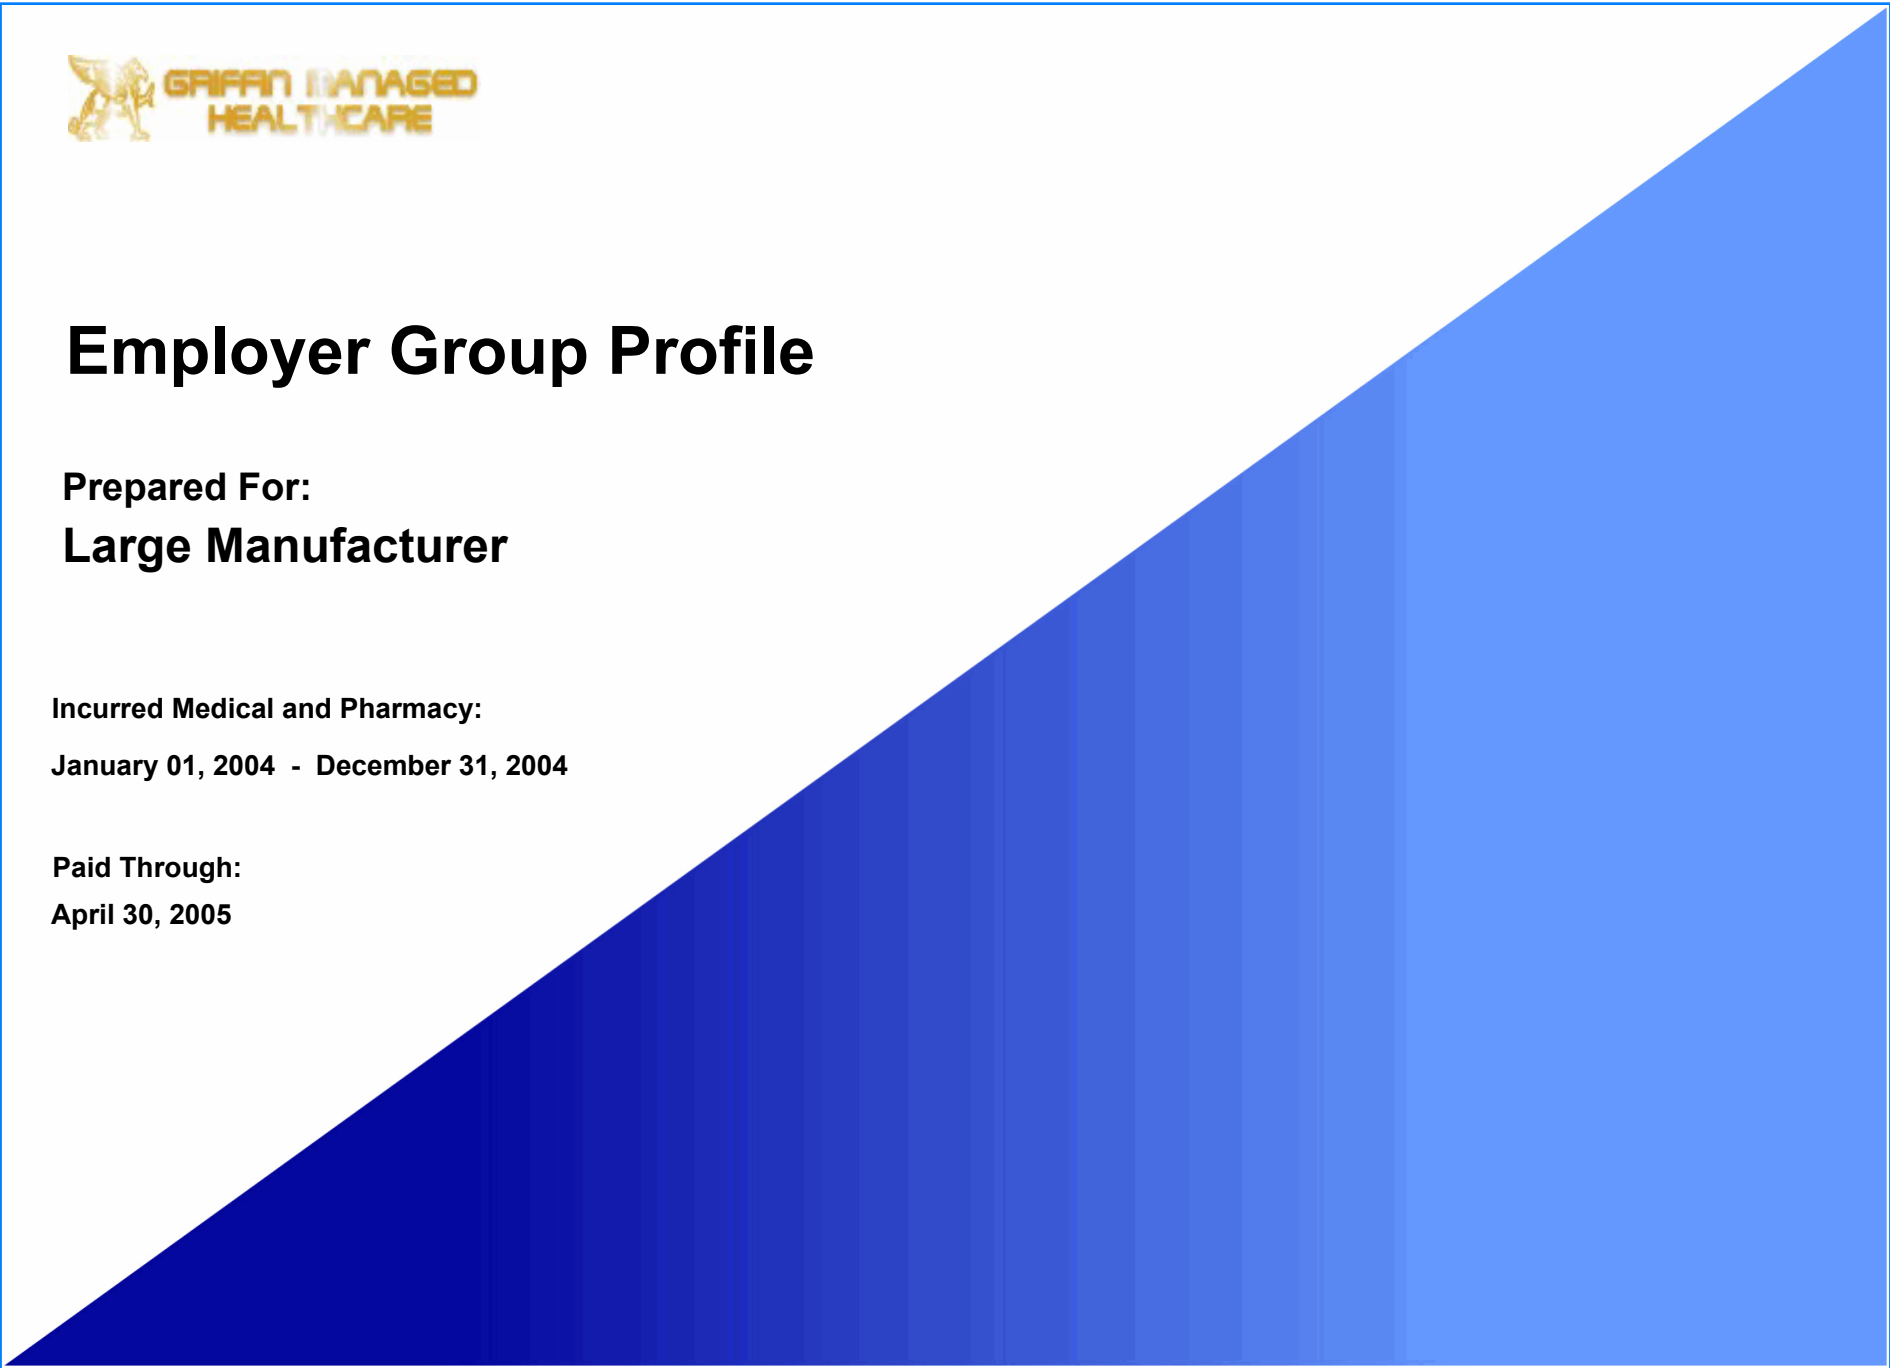 GRIFFIN MANAGED
HEALTHCARE
Employer Group Profile
Prepared For:
Large Manufacturer
Incurred Medical and Pharmacy:
January 01, 2004 - December 31, 2004
Paid Through:
April 30, 2005